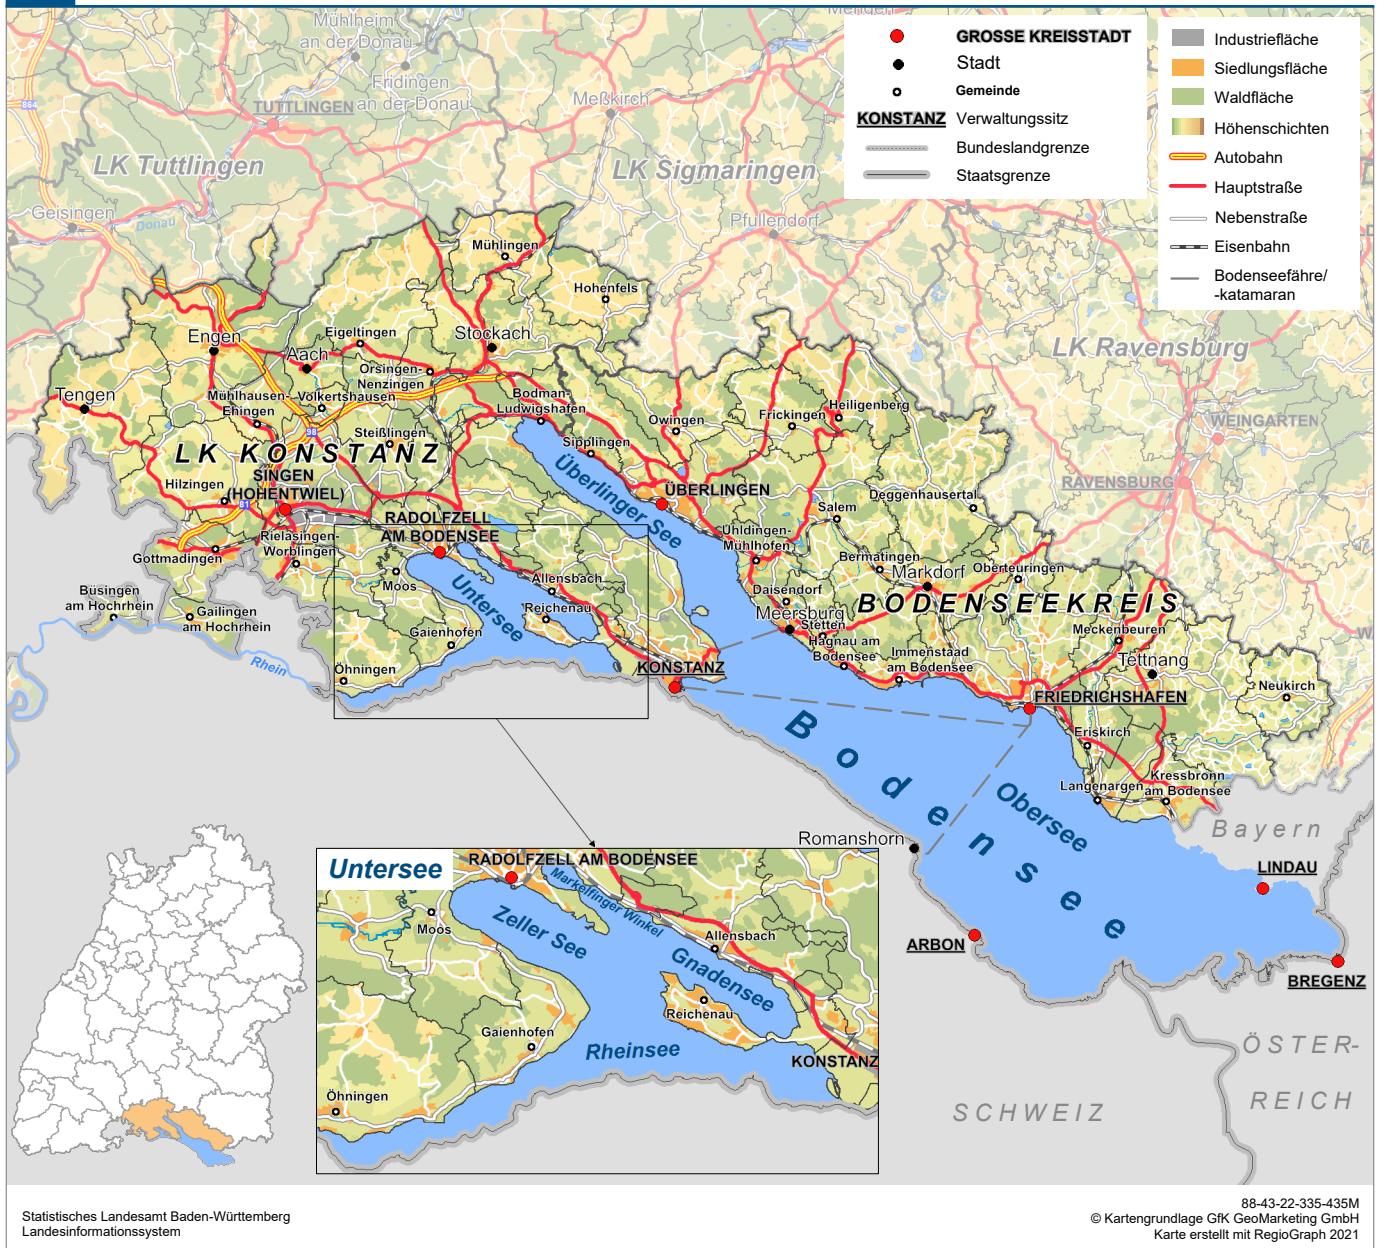 Mengen
Mühlheim
an der Donau
Fridingen
an der Donau
864
TUTTLINGEN
Meßkirch
LK Tuttlingen
LK Sigmaringen
Geisingen
Donau
Pfullendorf
GROSSE KREISSTADT
Stadt
Gemeinde
KONSTANZ Verwaltungssitz
Bundeslandgrenze
Staatsgrenze
Industriefläche
Siedlungsfläche
Waldfläche
Höhenschichten
Autobahn
Hauptstraße
Nebenstraße
Eisenbahn
Bodenseefähre/
-katamaran
Mühlingen
Hohenfels
Engen
Eigeltingen
Stockach
Aach
Orsingen-
Nenzingen
Tengen
Mühlhausen-
Ehingen
Volkertshausen
Bodman-
Ludwigshafen
98
Steißlingen
LK KONSTANZ
SINGEN
(HOHENTWIEL)
Hilzingen
81
RADOLFZELL
AM BODENSEE
Rielasingen-
Worblingen
Gottmadingen
Büsingen
am Hochrhein
Gailingen
am Hochrhein
Rhein
Moos
Gaienhofen
Öhningen
Untersee
Allensbach
Reichenau
KONSTANZ
Sipplingen
Überlinger See
ÜBERLINGEN
Owingen
Frickingen
Heiligenberg
LK Ravensburg
WEINGARTEN
RAVENSBURG
Deggenhausertal
Salem
Uhldingen-
Mühlhofen
Bermatingen
Markdorf
Oberteuringen
Daisendorf
Meersburg
Stetten
BODENSEEKREIS
Hagnau am
Bodensee
Immenstaad
am Bodensee
Meckenbeuren
Tettnang
Neukirch
FRIEDRICHSHAFEN
Eriskirch
Langenargen
Kressbronn
am Bodensee
Bodensee
Obersee
Romanshorn
Bayern
LINDAU
ARBON
BREGENZ
ÖSTER-
REICH
SCHWEIZ
Untersee
RADOLFZELL AM BODENSEE
Markelfinger Winkel
Moos
Zeller See
Allensbach
Gnadensee
Reichenau
Gaienhofen
Rheinsee
KONSTANZ
Öhningen
Statistisches Landesamt Baden-Württemberg
Landesinformationssystem
88-43-22-335-435M
© Kartengrundlage GfK GeoMarketing GmbH
Karte erstellt mit RegioGraph 2021